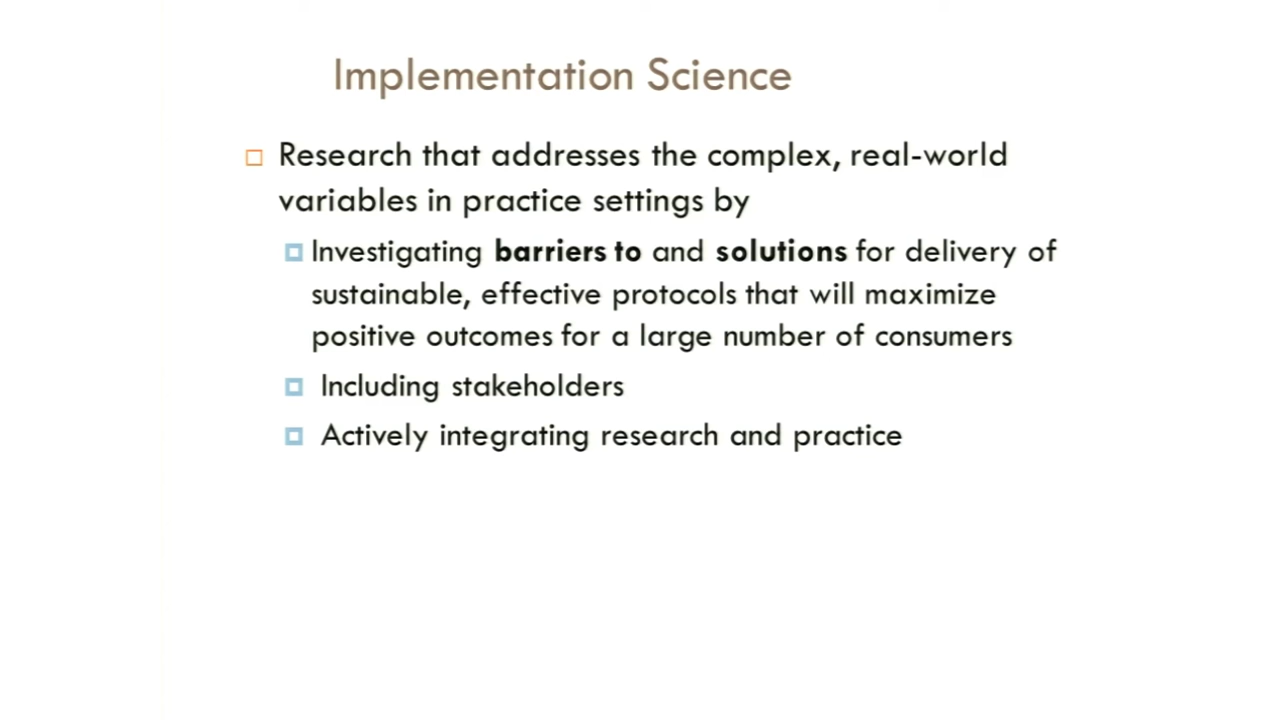 Implementation Science
Research that addresses the complex, real-world
variables in practice settings by
Investigating barriers to and solutions for delivery of
sustainable, effective protocols that will maximize
positive outcomes for a large number of consumers
Including stakeholders
Actively integrating research and practice